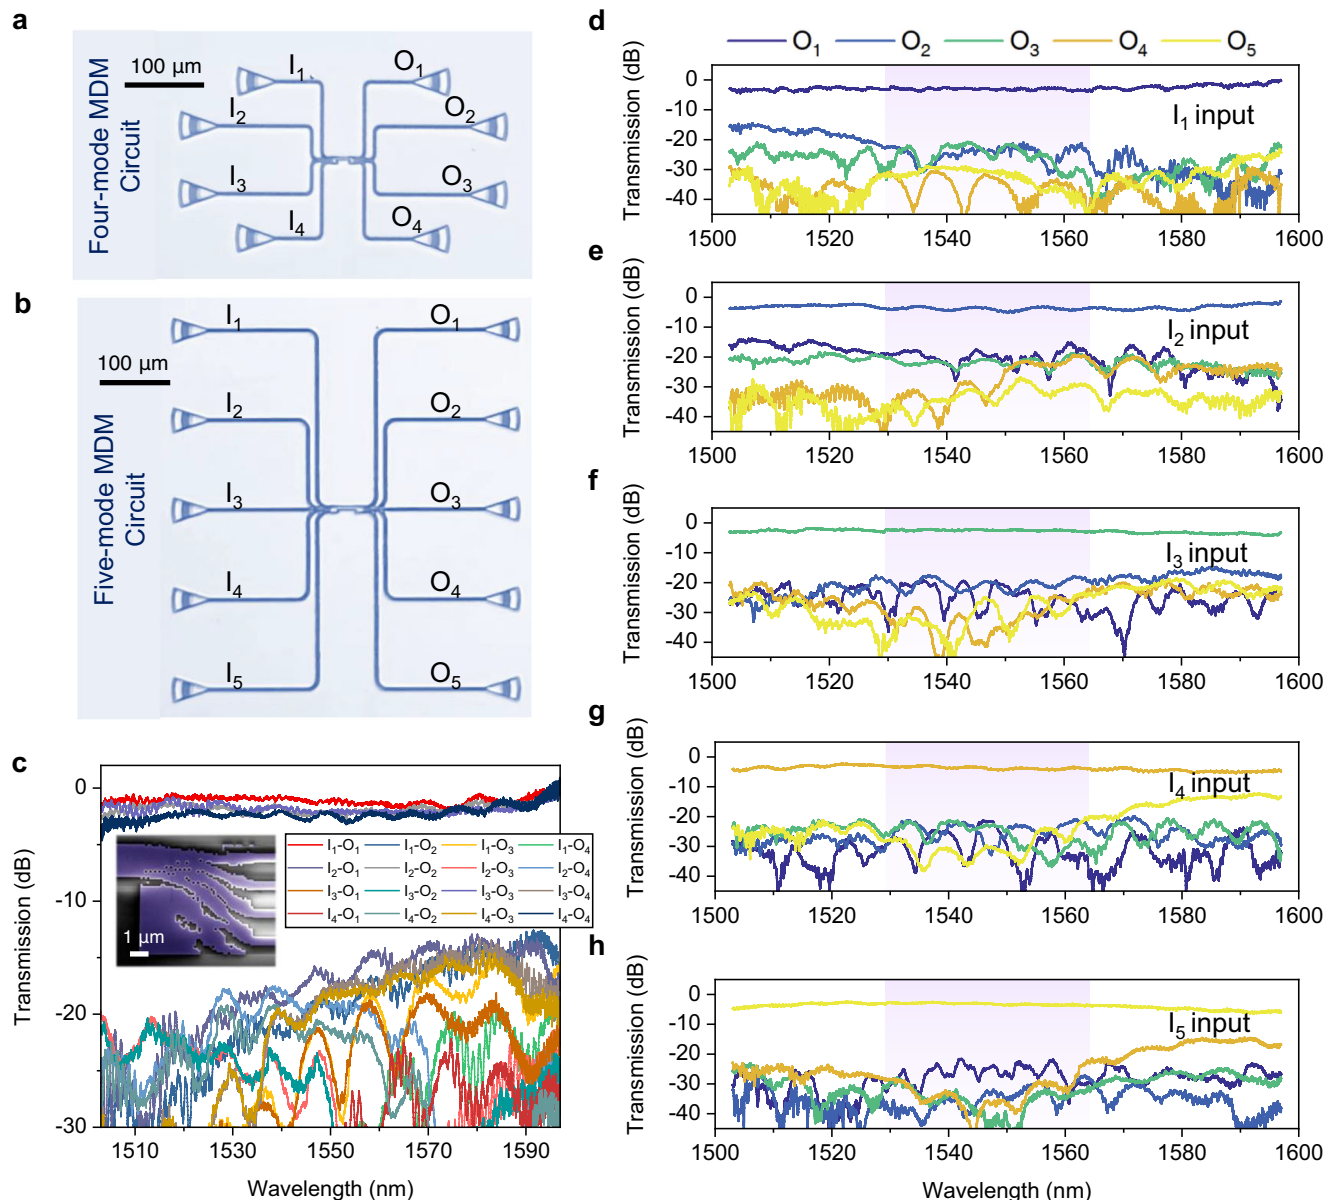 a
100 µm
Four-mode MDM
Circuit
I1
I2
I3
I4
O1
O2
O3
O4
b
100 µm
Five-mode MDM
Circuit
I1
I2
I3
I4
I5
O1
O2
O3
O4
O5
c
Transmission (dB)
0
-10
-20
-30
1 µm
I1-O1 I1-O2 I1-O3 I1-O4
I2-O1 I2-O2 I2-O3 I2-O4
I3-O1 I3-O2 I3-O3 I3-O4
I4-O1 I4-O2 I4-O3 I4-O4
1510 1530 1550 1570 1590
Wavelength (nm)
d
O1 O2 O3 O4 O5
Transmission (dB)
0
-10
-20
-30
-40
I1 input
1500 1520 1540 1560 1580 1600
e
Transmission (dB)
0
-10
-20
-30
-40
I2 input
1500 1520 1540 1560 1580 1600
f
Transmission (dB)
0
-10
-20
-30
-40
I3 input
1500 1520 1540 1560 1580 1600
g
Transmission (dB)
0
-10
-20
-30
-40
I4 input
1500 1520 1540 1560 1580 1600
h
Transmission (dB)
0
-10
-20
-30
-40
I5 input
1500 1520 1540 1560 1580 1600
Wavelength (nm)